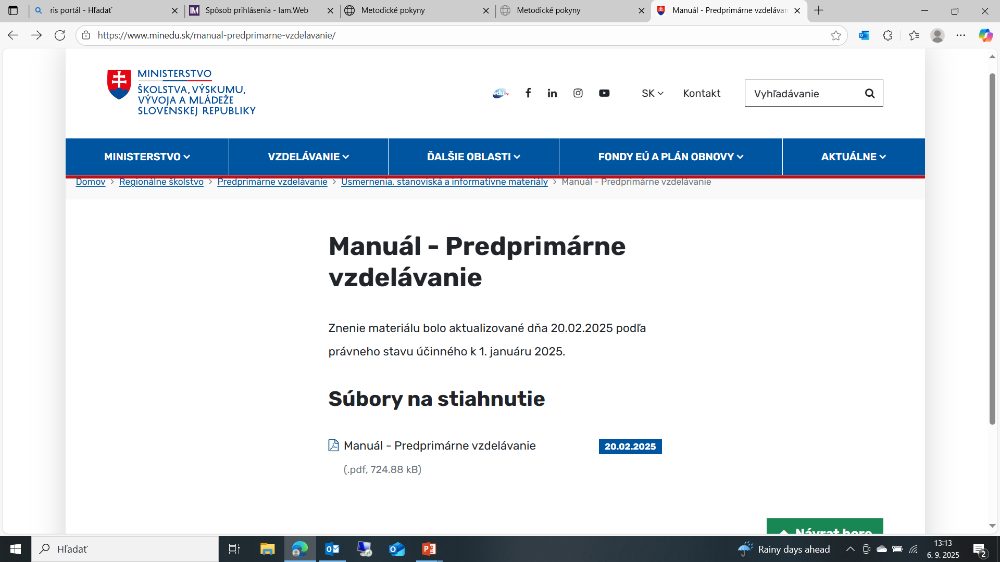 ris portál - Hľadať
Spôsob prihlásenia - Iam.Web
Metodické pokyny
Metodické pokyny
Manuál - Predprimárne vzdelávan
https://www.minedu.sk/manual-predprimarne-vzdelavanie/
MINISTERSTVO
ŠKOLSTVA, VÝSKUMU,
VÝVOJA A MLÁDEŽE
SLOVENSKEJ REPUBLIKY
edu tv
SK
Kontakt
Vyhľadávanie
MINISTERSTVO
VZDELÁVANIE
ĎALŠIE OBLASTI
FONDY EÚ A PLÁN OBNOVY
AKTUÁLNE
Domov > Regionálne školstvo > Predprimárne vzdelávanie > Usmernenia, stanoviská a informatívne materiály > Manuál - Predprimárne vzdelávanie
Manuál - Predprimárne
vzdelávanie
Znenie materiálu bolo aktualizované dňa 20.02.2025 podľa
právneho stavu účinného k 1. januáru 2025.
Súbory na stiahnutie
Manuál - Predprimárne vzdelávanie
20.02.2025
(.pdf, 724.88 kB)
Návrat hore
Hľadať
Rainy days ahead
13:13
6. 9. 2025
2